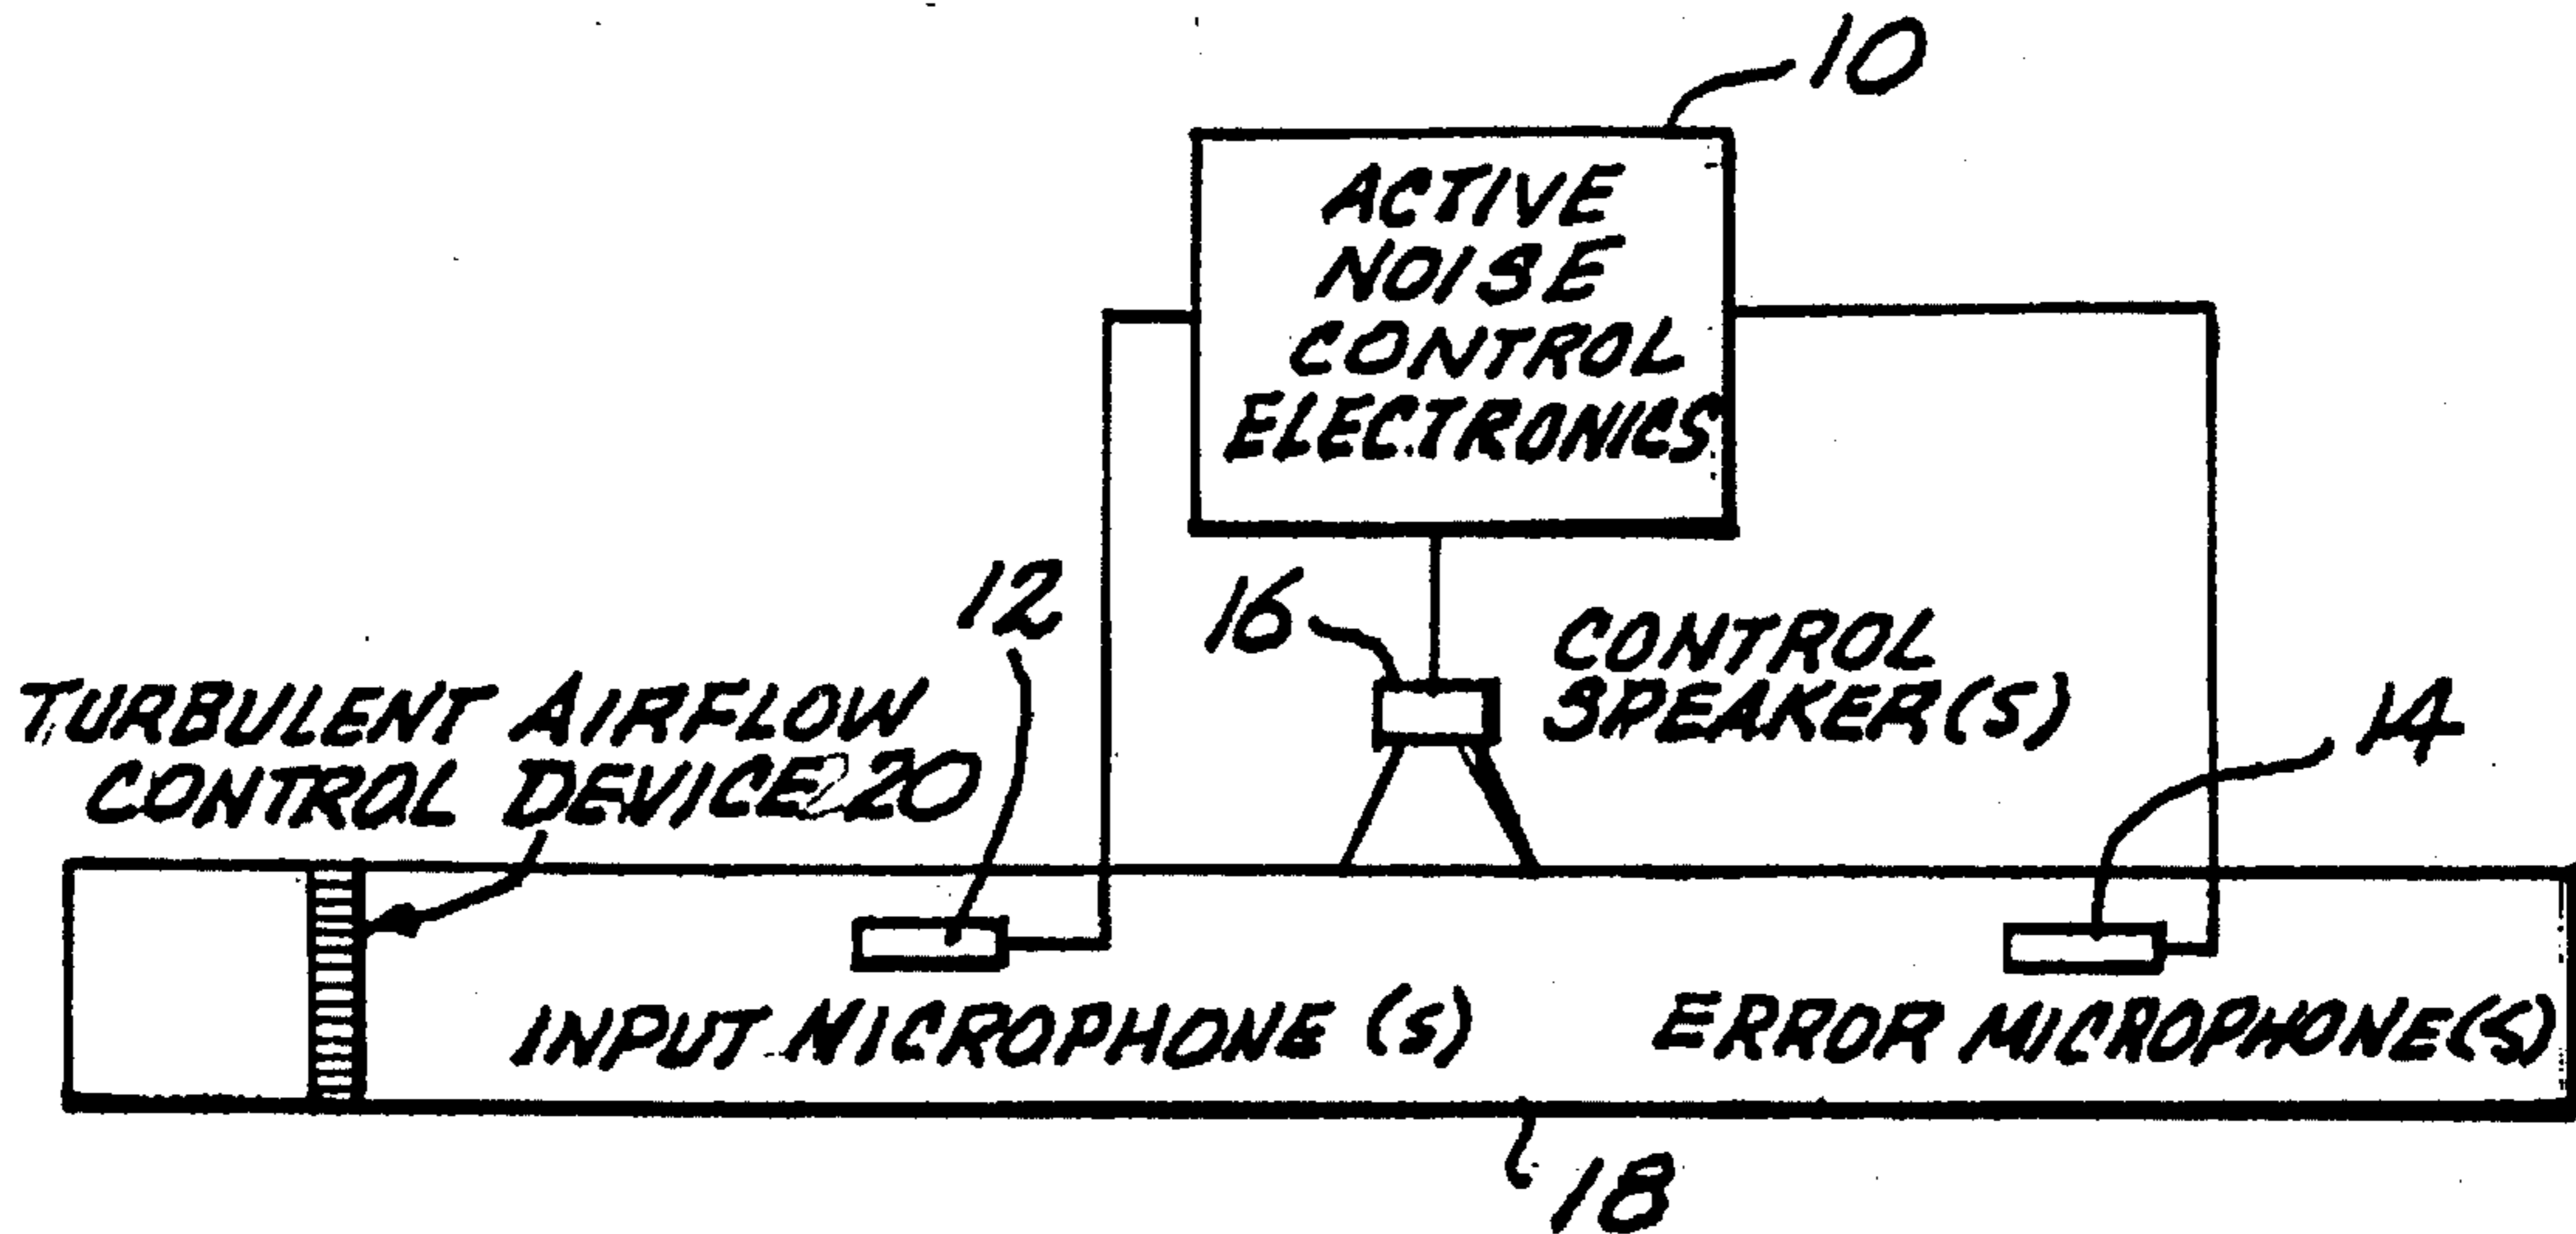 10
ACTIVE
NOISE
CONTROL
ELECTRONICS
12
16
CONTROL
SPEAKER(S)
14
TURBULENT AIRFLOW
CONTROL DEVICE 20
INPUT MICROPHONE (S)
ERROR MICROPHONE(S)
18